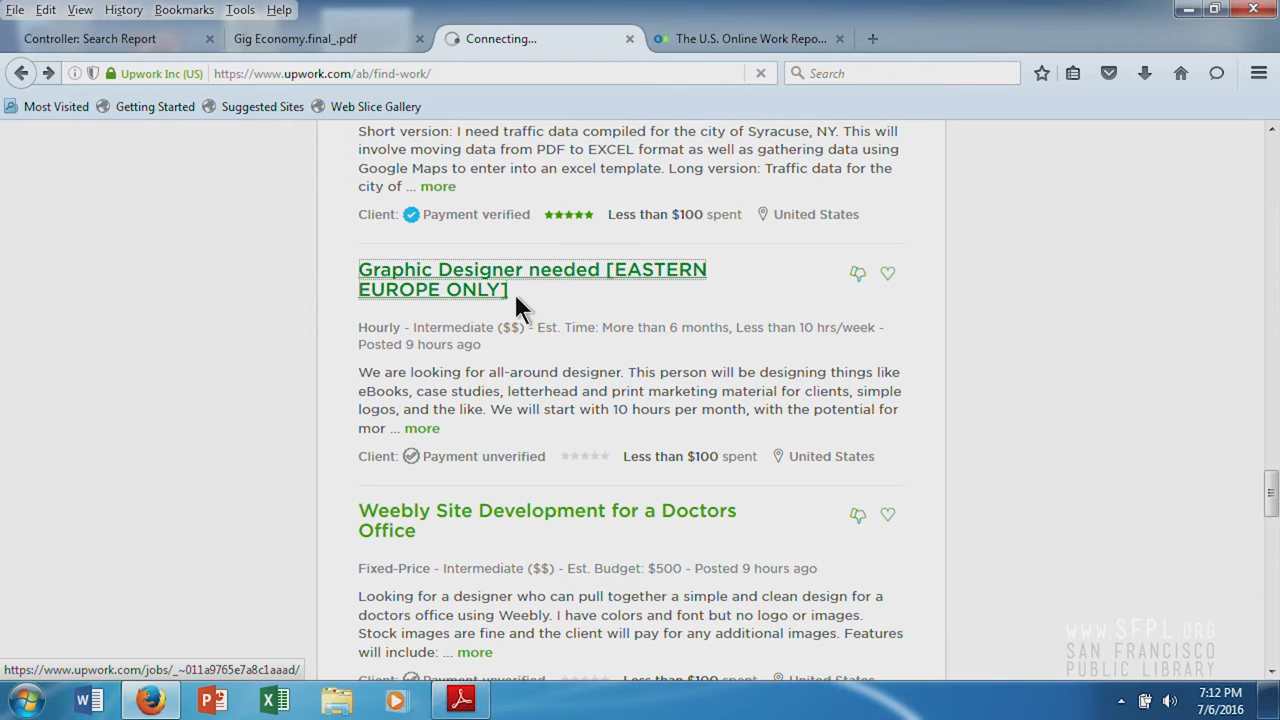 File Edit View History Bookmarks Tools Help
Controller: Search Report × Gig Economy.final_.pdf × Connecting... × The U.S. Online Work Repo... × +
Upwork Inc (US) https://www.upwork.com/ab/find-work/ Search
Most Visited Getting Started Suggested Sites Web Slice Gallery
Short version: I need traffic data compiled for the city of Syracuse, NY. This will
involve moving data from PDF to EXCEL format as well as gathering data using
Google Maps to enter into an excel template. Long version: Traffic data for the
city of ... more
Client: Payment verified Less than $100 spent United States
Graphic Designer needed [EASTERN
EUROPE ONLY]
Hourly - Intermediate ($$) - Est. Time: More than 6 months, Less than 10 hrs/week -
Posted 9 hours ago
We are looking for all-around designer. This person will be designing things like
eBooks, case studies, letterhead and print marketing material for clients, simple
logos, and the like. We will start with 10 hours per month, with the potential for
mor ... more
Client: Payment unverified Less than $100 spent United States
Weebly Site Development for a Doctors
Office
Fixed-Price - Intermediate ($$) - Est. Budget: $500 - Posted 9 hours ago
Looking for a designer who can pull together a simple and clean design for a
doctors office using Weebly. I have colors and font but no logo or images.
Stock images are fine and the client will pay for any additional images. Features
will include: ... more
Client: Payment unverified Less than $100 spent United States
https://www.upwork.com/jobs/_~011a9765e7a8c1aaad/
WWW.SFPL.ORG
SAN FRANCISCO
PUBLIC LIBRARY
7:12 PM
7/6/2016